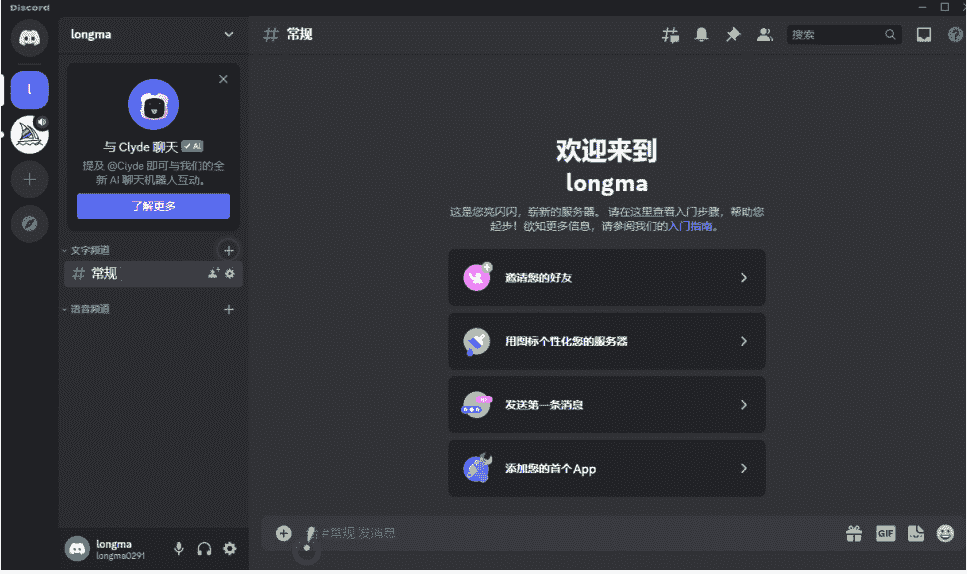 Discord
longma
常规
搜索
l
与 Clyde 聊天 ✓ AI
提及 @Clyde 即可与我们的全
新 AI 聊天机器人互动。
了解更多
文字频道
常规
语音频道
longma
longma0291
欢迎来到
longma
这是您亮闪闪，崭新的服务器。请在这里查看入门步骤，帮助您
起步！欲知更多信息，请参阅我们的入门指南。
邀请您的好友
用图标个性化您的服务器
发送第一条消息
添加您的首个 App
#常规 发消息
GIF